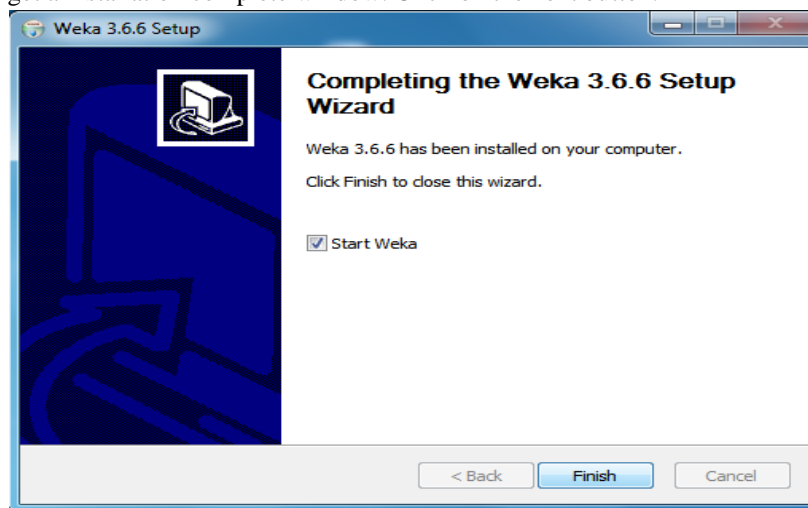 Weka 3.6.6 Setup
Completing the Weka 3.6.6 Setup
Wizard
Weka 3.6.6 has been installed on your computer.
Click Finish to close this wizard.
Start Weka
< Back
Finish
Cancel